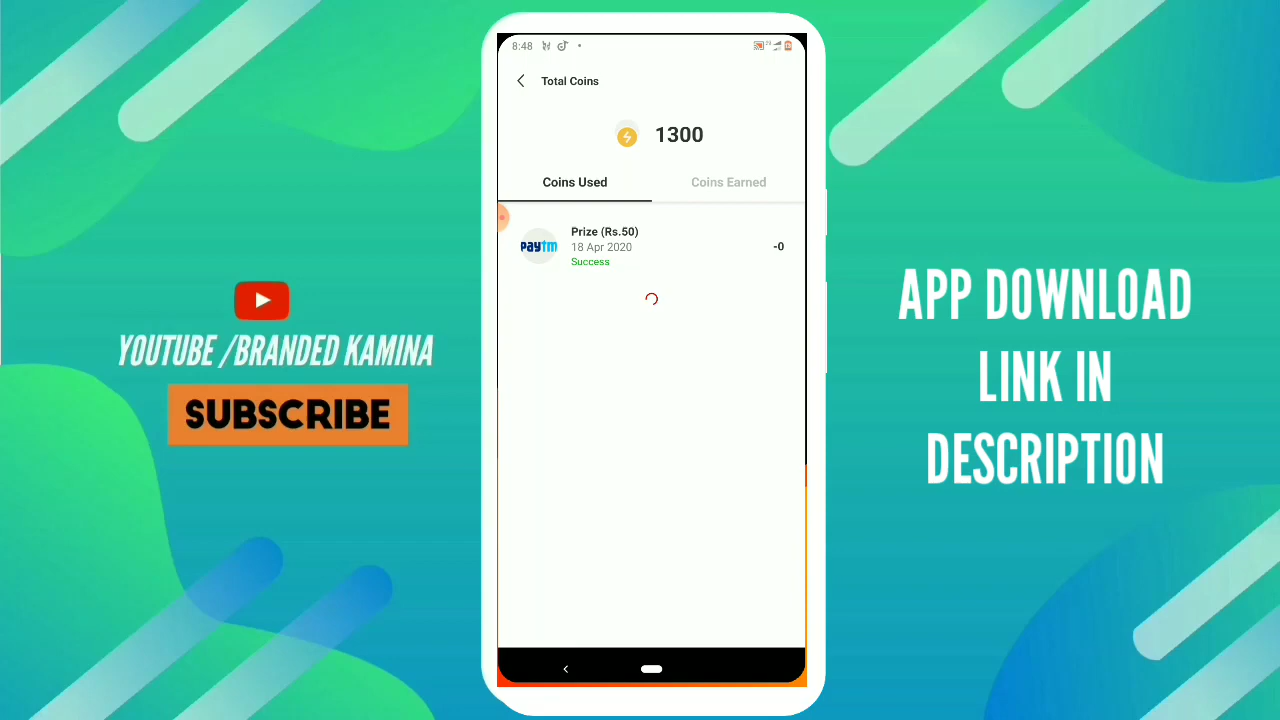 8:48
Total Coins
1300
Coins Used
Coins Earned
paytm
Prize (Rs.50)
18 Apr 2020
Success
-0
YOUTUBE /BRANDED KAMINA
SUBSCRIBE
APP DOWNLOAD
LINK IN
DESCRIPTION